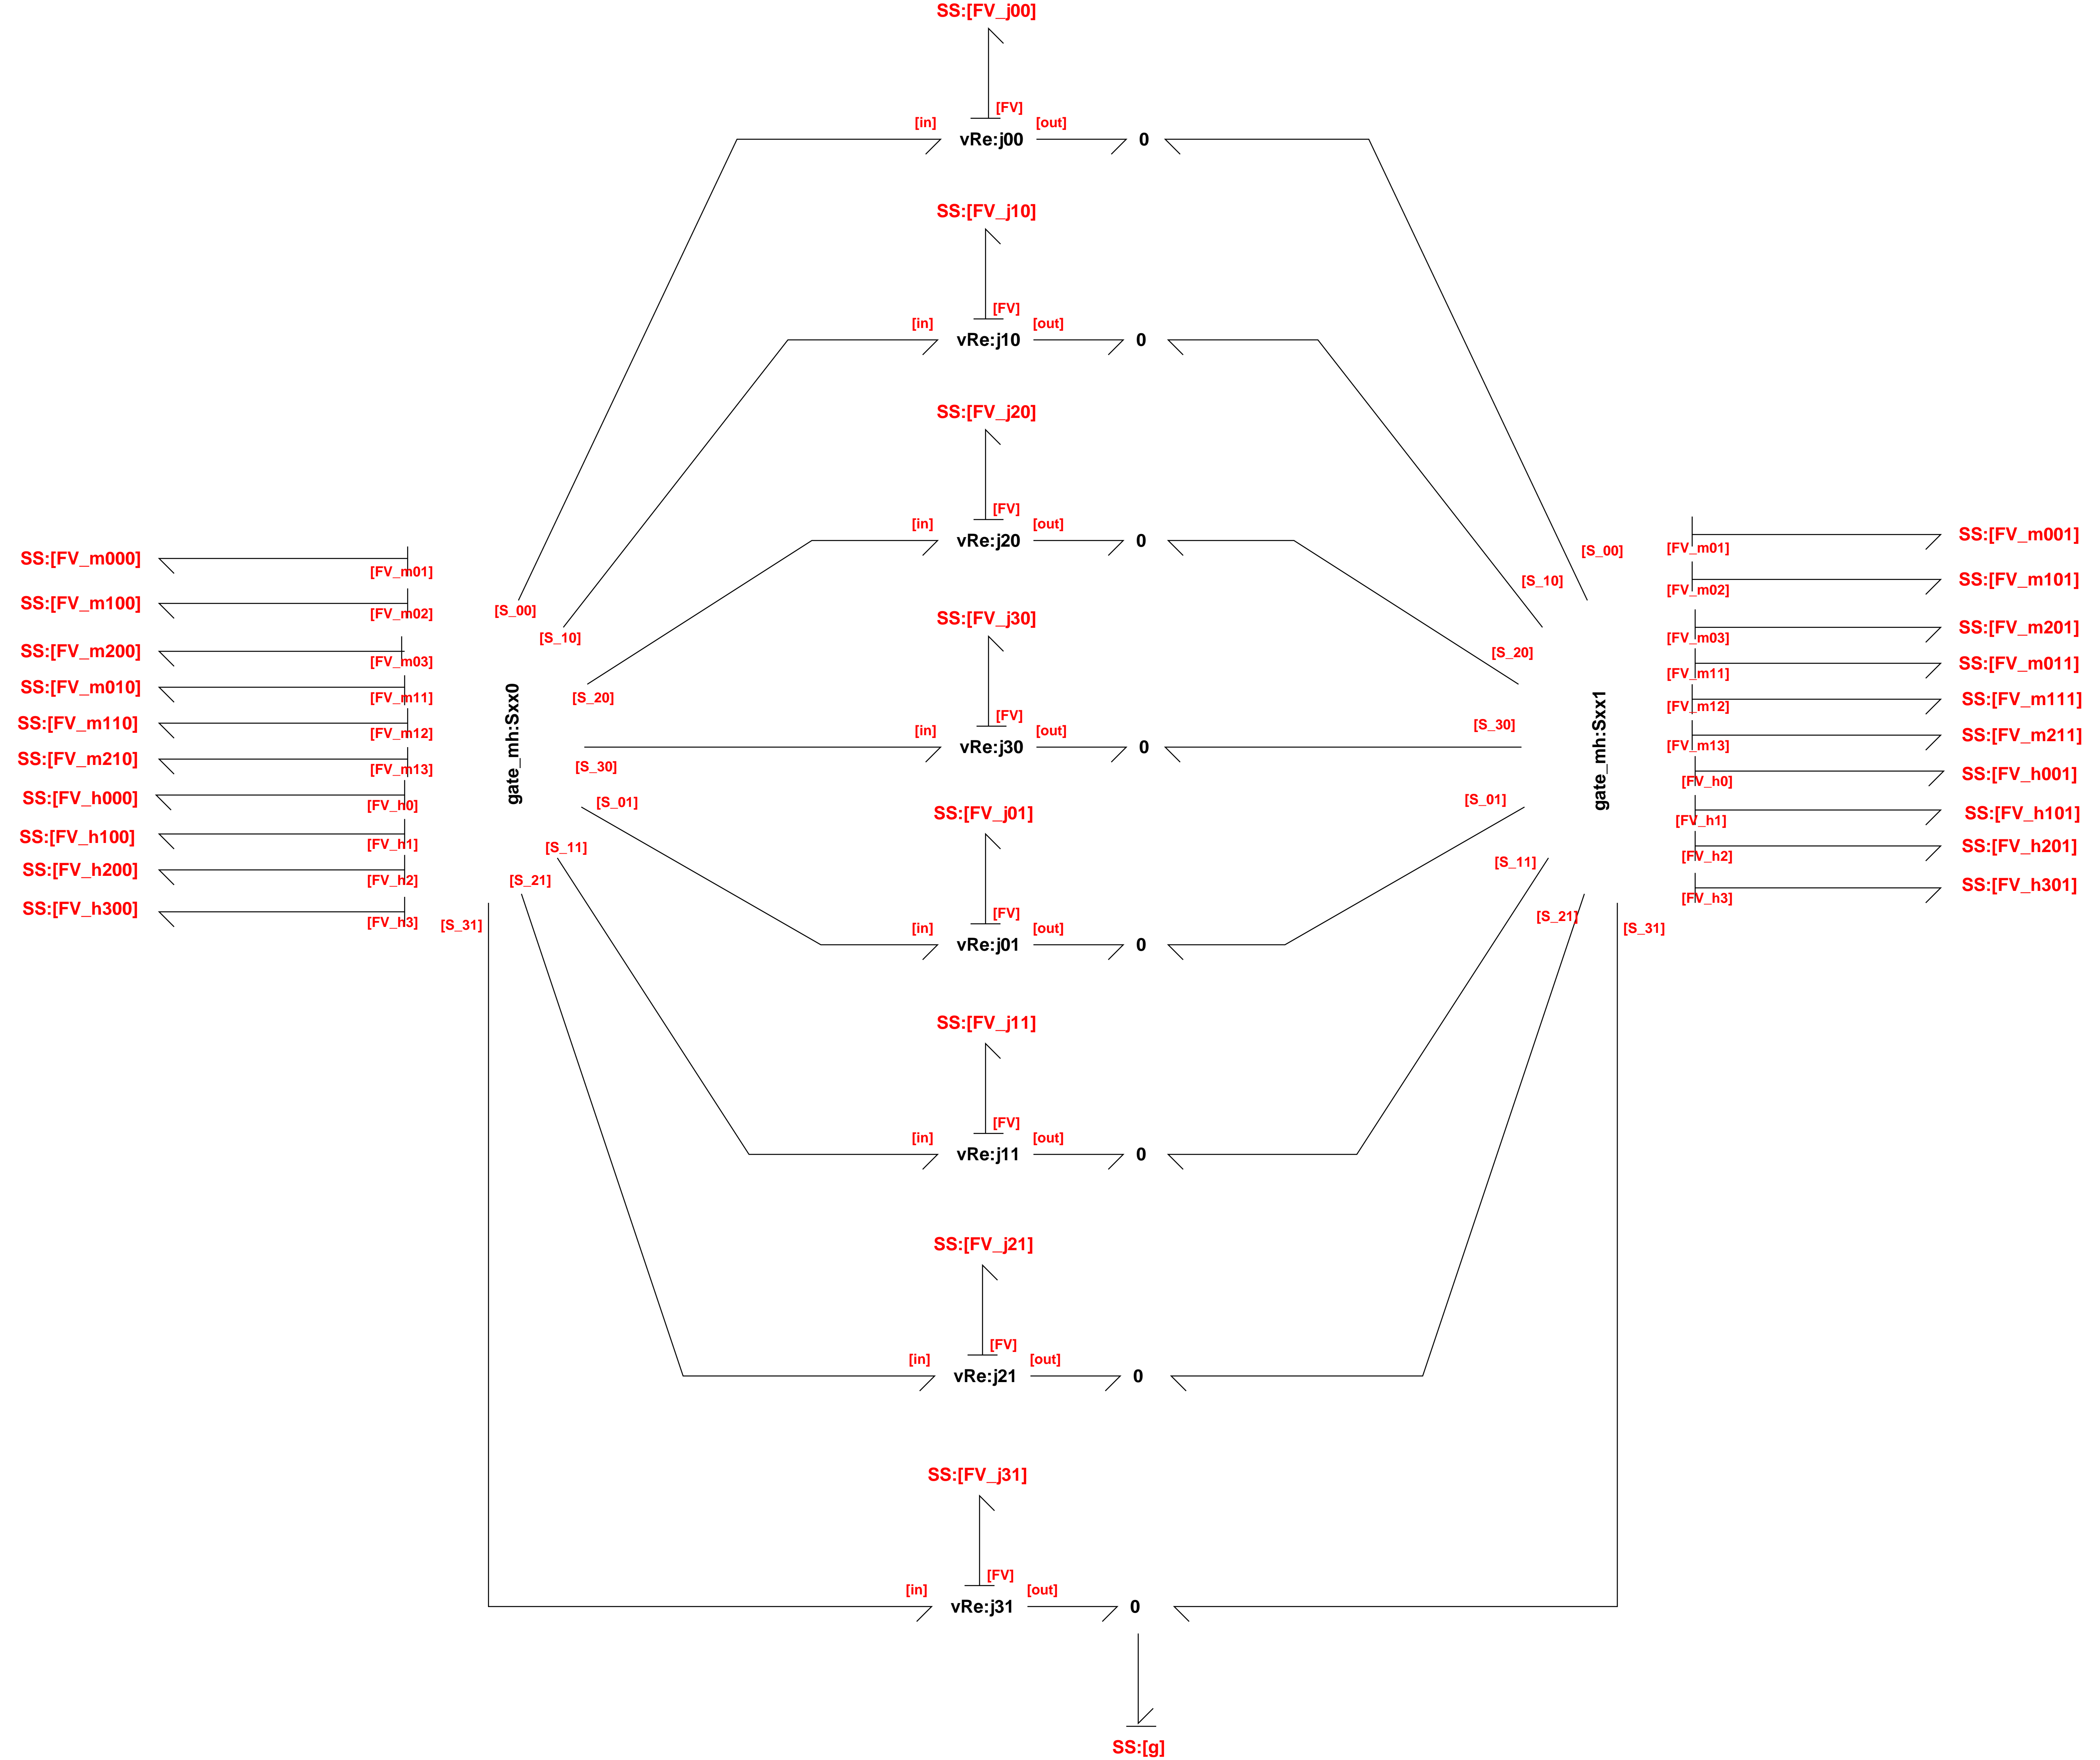 SS:[FV_j00]
[FV]
[in]
[out]
vRe:j00
0
SS:[FV_j10]
[FV]
[in]
[out]
vRe:j10
0
SS:[FV_j20]
[FV]
[in]
[out]
vRe:j20
0
SS:[FV_j30]
[FV]
[in]
[out]
vRe:j30
0
SS:[FV_j01]
[FV]
[in]
[out]
vRe:j01
0
SS:[FV_j11]
[FV]
[in]
[out]
vRe:j11
0
SS:[FV_j21]
[FV]
[in]
[out]
vRe:j21
0
SS:[FV_j31]
[FV]
[in]
[out]
vRe:j31
0
SS:[g]
SS:[FV_m000]
[FV_m01]
SS:[FV_m100]
[FV_m02]
SS:[FV_m200]
[FV_m03]
SS:[FV_m010]
[FV_m11]
SS:[FV_m110]
[FV_m12]
SS:[FV_m210]
[FV_m13]
SS:[FV_h000]
[FV_h0]
SS:[FV_h100]
[FV_h1]
SS:[FV_h200]
[FV_h2]
SS:[FV_h300]
[FV_h3]
gate_mh:Sxx0
[S_00]
[S_10]
[S_20]
[S_30]
[S_01]
[S_11]
[S_21]
[S_31]
gate_mh:Sxx1
[S_00]
[S_10]
[S_20]
[S_30]
[S_01]
[S_11]
[S_21]
[S_31]
[FV_m01]
SS:[FV_m001]
[FV_m02]
SS:[FV_m101]
[FV_m03]
SS:[FV_m201]
[FV_m11]
SS:[FV_m011]
[FV_m12]
SS:[FV_m111]
[FV_m13]
SS:[FV_m211]
[FV_h0]
SS:[FV_h001]
[FV_h1]
SS:[FV_h101]
[FV_h2]
SS:[FV_h201]
[FV_h3]
SS:[FV_h301]